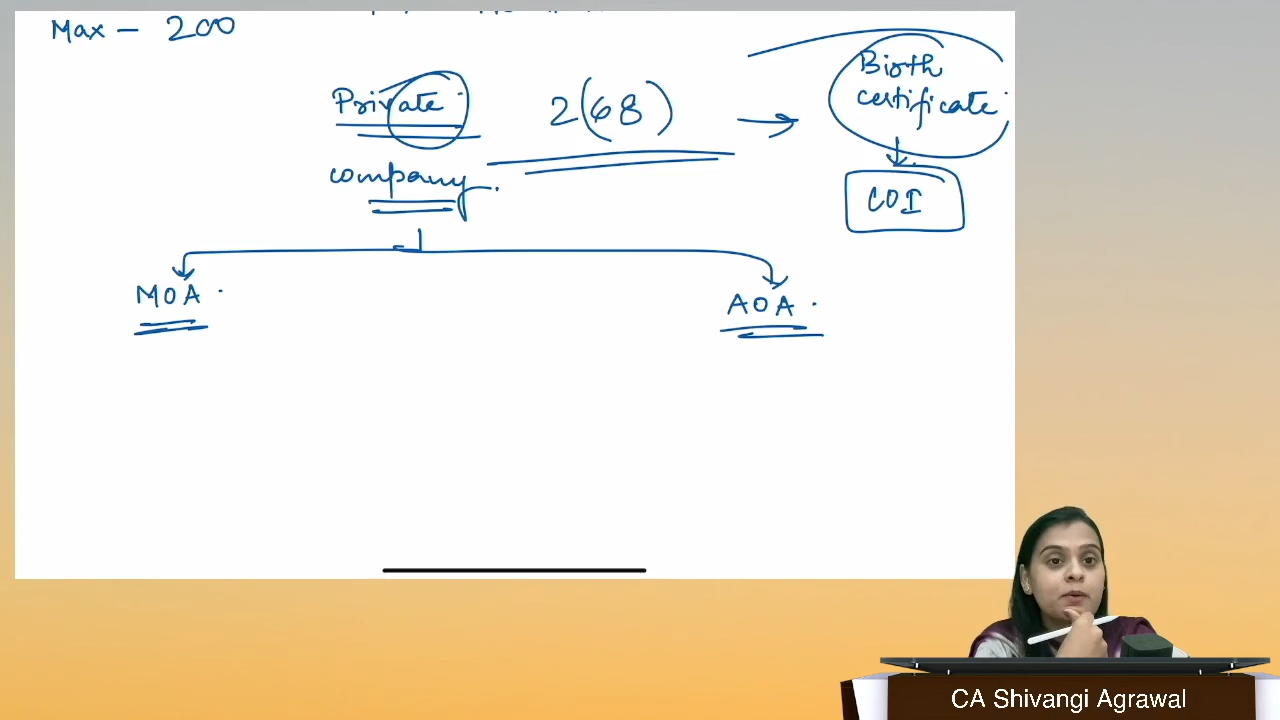 Max - 200
Private
company.
2(68)
Birth
certificate
COI
MOA.
AOA.
CA Shivangi Agrawal